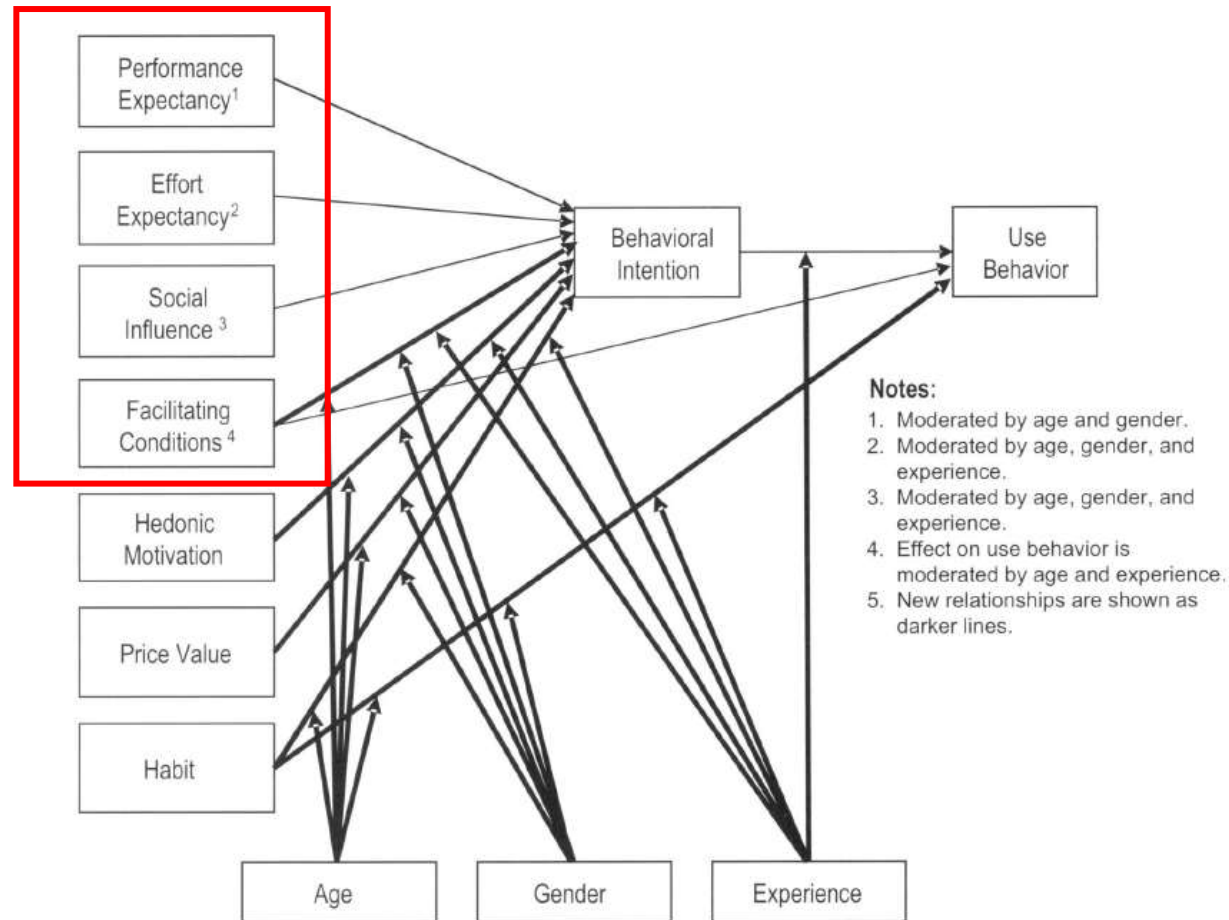 Performance
Expectancy¹
Effort
Expectancy²
Social
Influence ³
Facilitating
Conditions ⁴
Hedonic
Motivation
Price Value
Habit
Behavioral
Intention
Use
Behavior
Notes:
1. Moderated by age and gender.
2. Moderated by age, gender, and
experience.
3. Moderated by age, gender, and
experience.
4. Effect on use behavior is
moderated by age and experience.
5. New relationships are shown as
darker lines.
Age
Gender
Experience